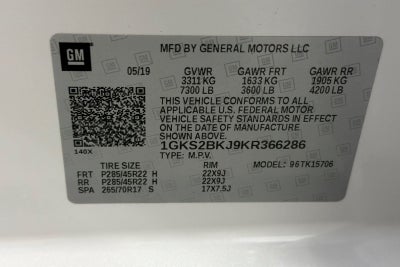 GM
MFD BY GENERAL MOTORS LLC
05/19 GVWR GAWR FRT GAWR RR
3311 KG 1633 KG 1905 KG
7300 LB 3600 LB 4200 LB
THIS VEHICLE CONFORMS TO ALL
APPLICABLE U.S. FEDERAL MOTOR
VEHICLE SAFETY STANDARDS IN EFFECT
ON THE DATE OF MANUFACTURE
SHOWN ABOVE.
1GKS2BKJ9KR366286
140X TYPE: M.P.V. MODEL: 96TK15706
TIRE SIZE RIM
FRT P285/45R22 H 22X9J
RR P285/45R22 H 22X9J
SPA 265/70R17 S 17X7.5J